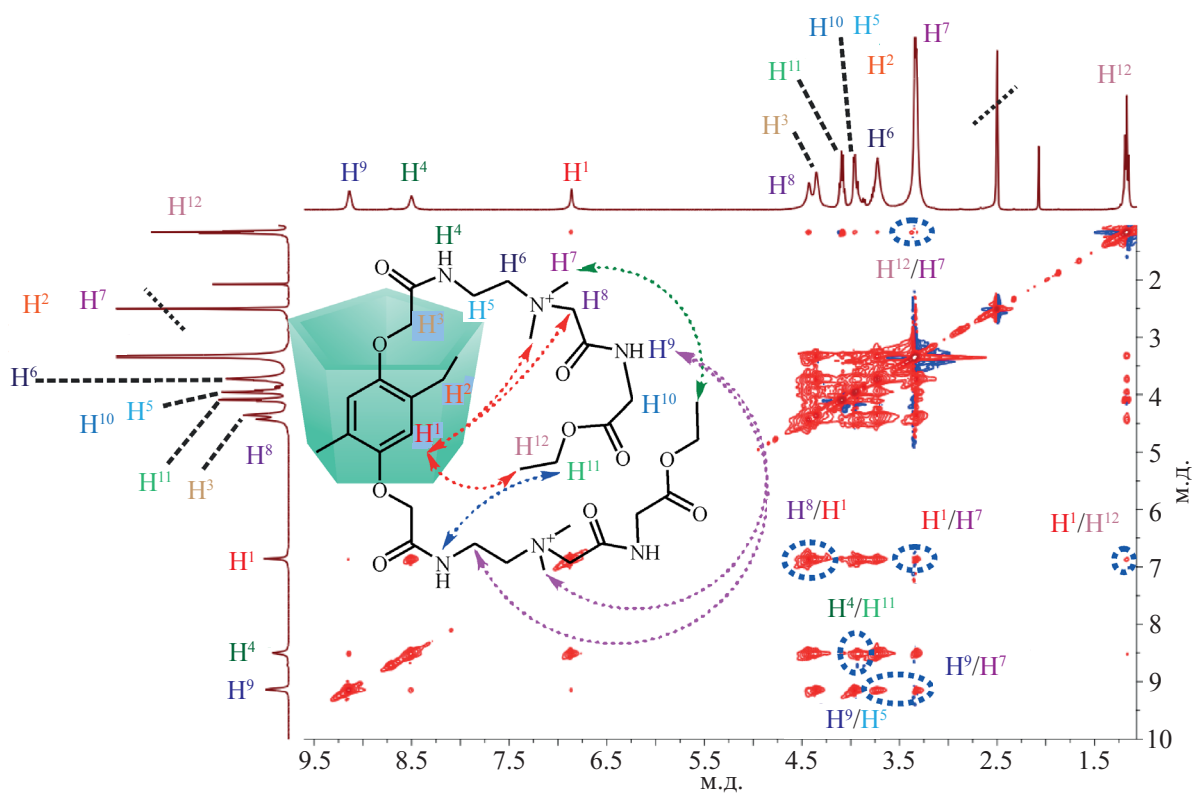 H¹⁰ H⁵ H⁷
H¹¹ H² H¹²
H³ H⁶
H⁹ H⁴ H¹ H⁸
H¹²
H² H⁷
H⁶
H¹⁰ H⁵
H⁸
H¹¹ H³
H¹
H⁴
H⁹
H⁴
H H⁶ H⁷
O N N⁺ H⁸
H⁵
H³
O H N H⁹
O
H² H¹⁰
H¹ O
H¹² O
H¹¹ O
O O
O O
N N⁺ NH
H
H¹²/H⁷
H⁸/H¹ H¹/H⁷ H¹/H¹²
H⁴/H¹¹
H⁹/H⁷
H⁹/H⁵
2
3
4
5
6
7
8
9
10
м.д.
9.5 8.5 7.5 6.5 5.5 4.5 3.5 2.5 1.5
м.д.